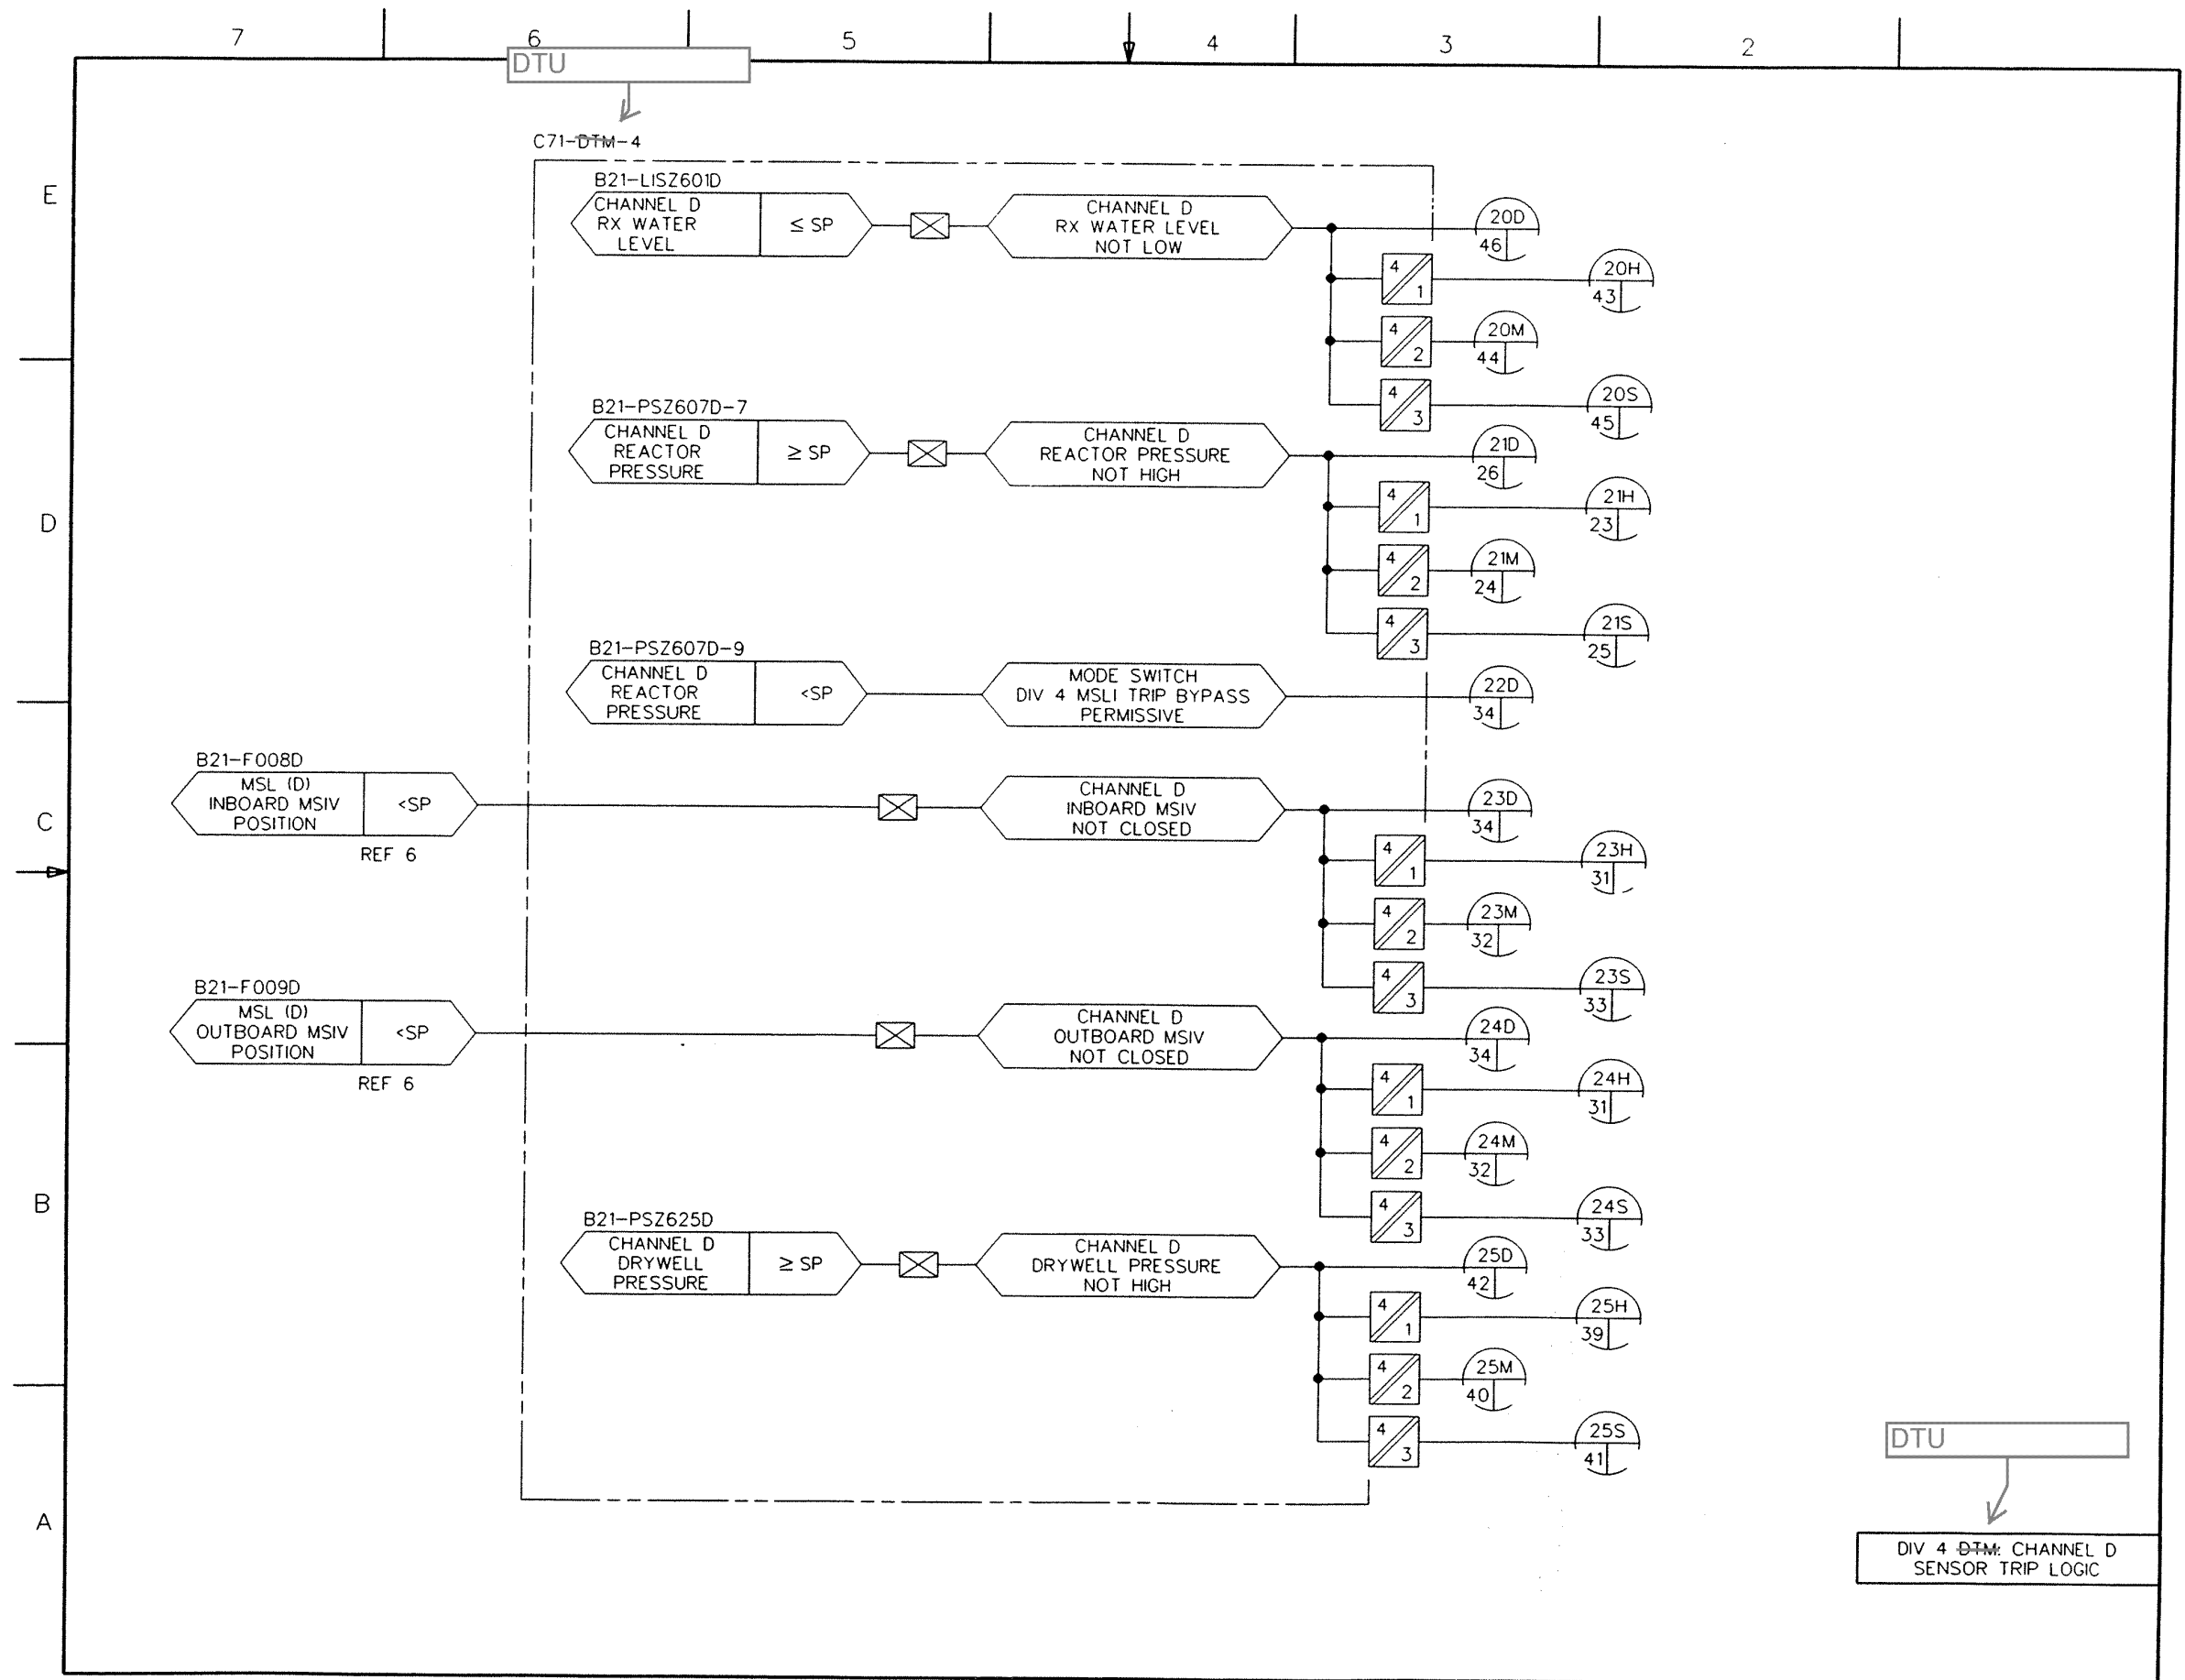 7
6
5
4
3
2
DTU
C71-DTM-4
E
B21-LISZ601D
CHANNEL D
RX WATER
LEVEL
≤ SP
CHANNEL D
RX WATER LEVEL
NOT LOW
20D
46
4
1
20H
43
4
2
20M
44
4
3
20S
45
B21-PSZ607D-7
CHANNEL D
REACTOR
PRESSURE
≥ SP
CHANNEL D
REACTOR PRESSURE
NOT HIGH
21D
26
D
4
1
21H
23
4
2
21M
24
4
3
21S
25
B21-PSZ607D-9
CHANNEL D
REACTOR
PRESSURE
<SP
MODE SWITCH
DIV 4 MSLI TRIP BYPASS
PERMISSIVE
22D
34
B21-F008D
MSL (D)
INBOARD MSIV
POSITION
<SP
REF 6
CHANNEL D
INBOARD MSIV
NOT CLOSED
23D
34
C
4
1
23H
31
4
2
23M
32
4
3
23S
33
B21-F009D
MSL (D)
OUTBOARD MSIV
POSITION
<SP
REF 6
CHANNEL D
OUTBOARD MSIV
NOT CLOSED
24D
34
4
1
24H
31
4
2
24M
32
B
4
3
24S
33
B21-PSZ625D
CHANNEL D
DRYWELL
PRESSURE
≥ SP
CHANNEL D
DRYWELL PRESSURE
NOT HIGH
25D
42
4
1
25H
39
4
2
25M
40
4
3
25S
41
DTU
A
DIV 4 DTM: CHANNEL D
SENSOR TRIP LOGIC